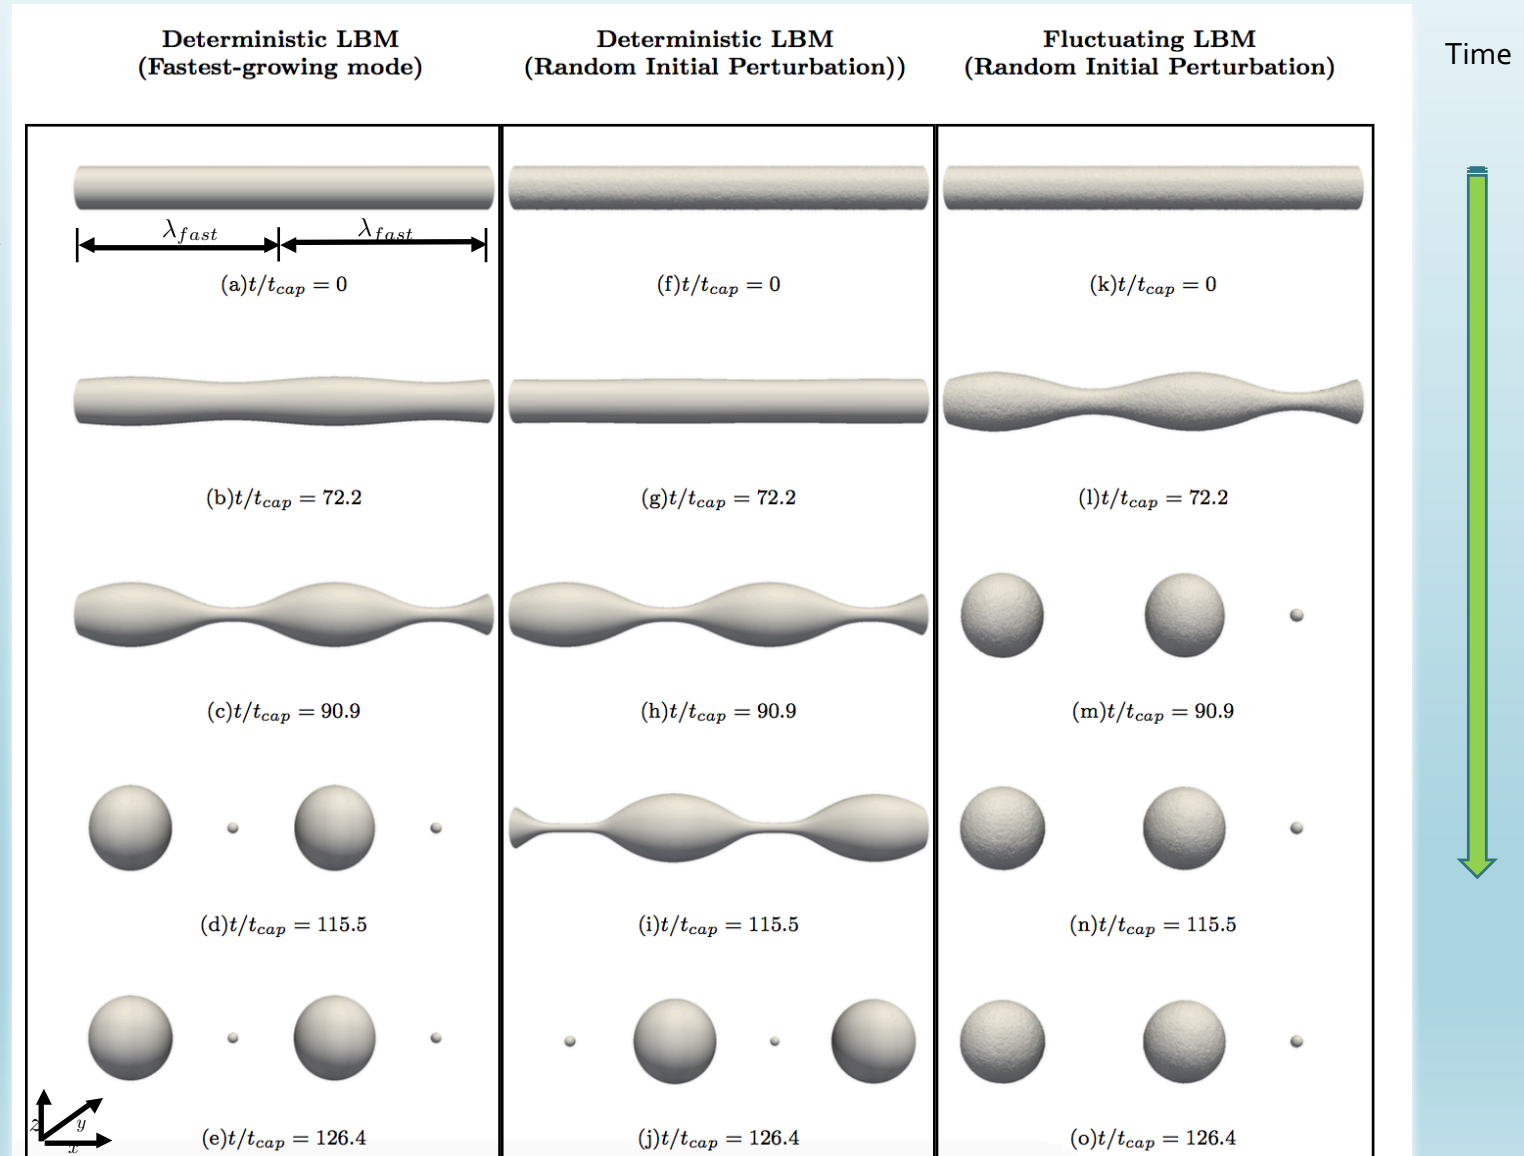 Deterministic LBM
(Fastest-growing mode)
Deterministic LBM
(Random Initial Perturbation))
Fluctuating LBM
(Random Initial Perturbation)
Time
λfast
λfast
(a)t/tcap = 0
(f)t/tcap = 0
(k)t/tcap = 0
(b)t/tcap = 72.2
(g)t/tcap = 72.2
(l)t/tcap = 72.2
(c)t/tcap = 90.9
(h)t/tcap = 90.9
(m)t/tcap = 90.9
(d)t/tcap = 115.5
(i)t/tcap = 115.5
(n)t/tcap = 115.5
z
y
x
(e)t/tcap = 126.4
(j)t/tcap = 126.4
(o)t/tcap = 126.4